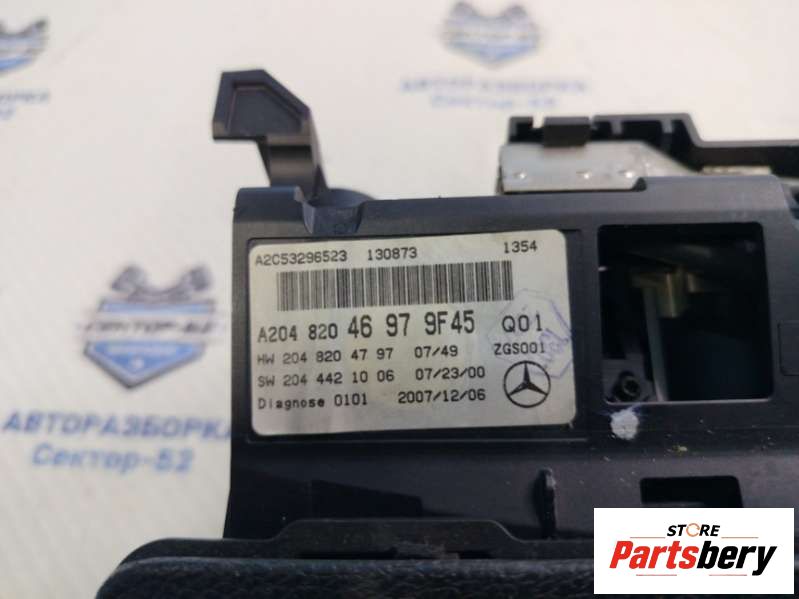 АВТОРАЗБОРКА
Сектор-52
A2C53296523 130873 1354
A204 820 46 97 9F45 Q01
HW 204 820 47 97 07/49 ZGS001
SW 204 442 10 06 07/23/00
Diagnose 0101 2007/12/06
СЕКТОР-52
АВТОРАЗБОРКА
Сектор-52
STORE
Partsbery